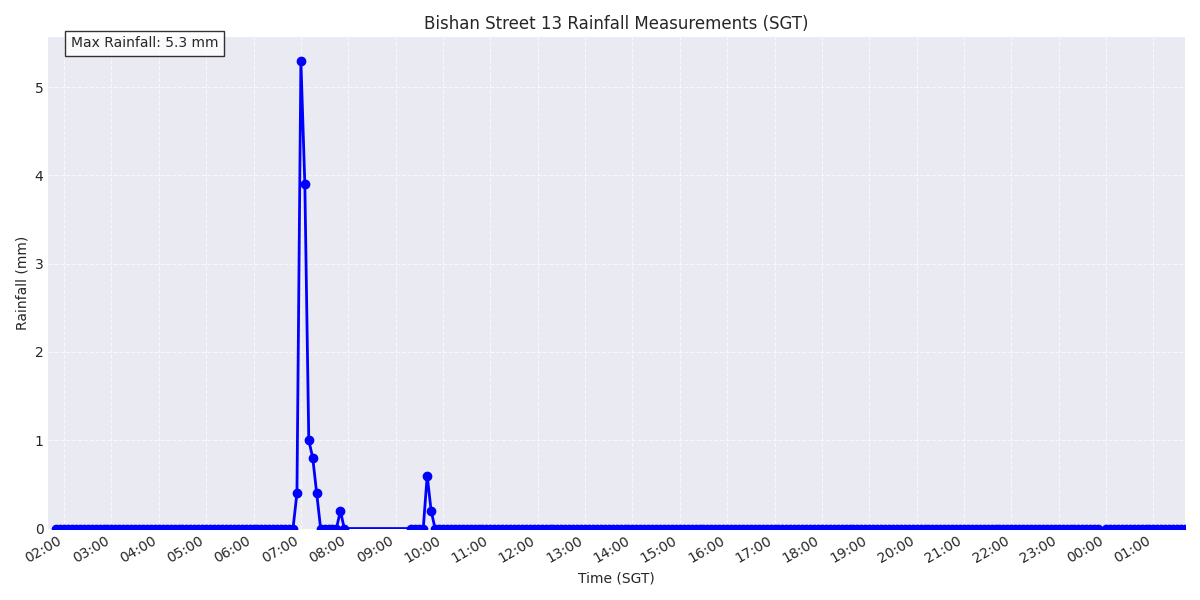 Bishan Street 13 Rainfall Measurements (SGT)
Max Rainfall: 5.3 mm
Rainfall (mm)
5
4
3
2
1
0
02:00 03:00 04:00 05:00 06:00 07:00 08:00 09:00 10:00 11:00 12:00 13:00 14:00 15:00 16:00 17:00 18:00 19:00 20:00 21:00 22:00 23:00 00:00 01:00
Time (SGT)